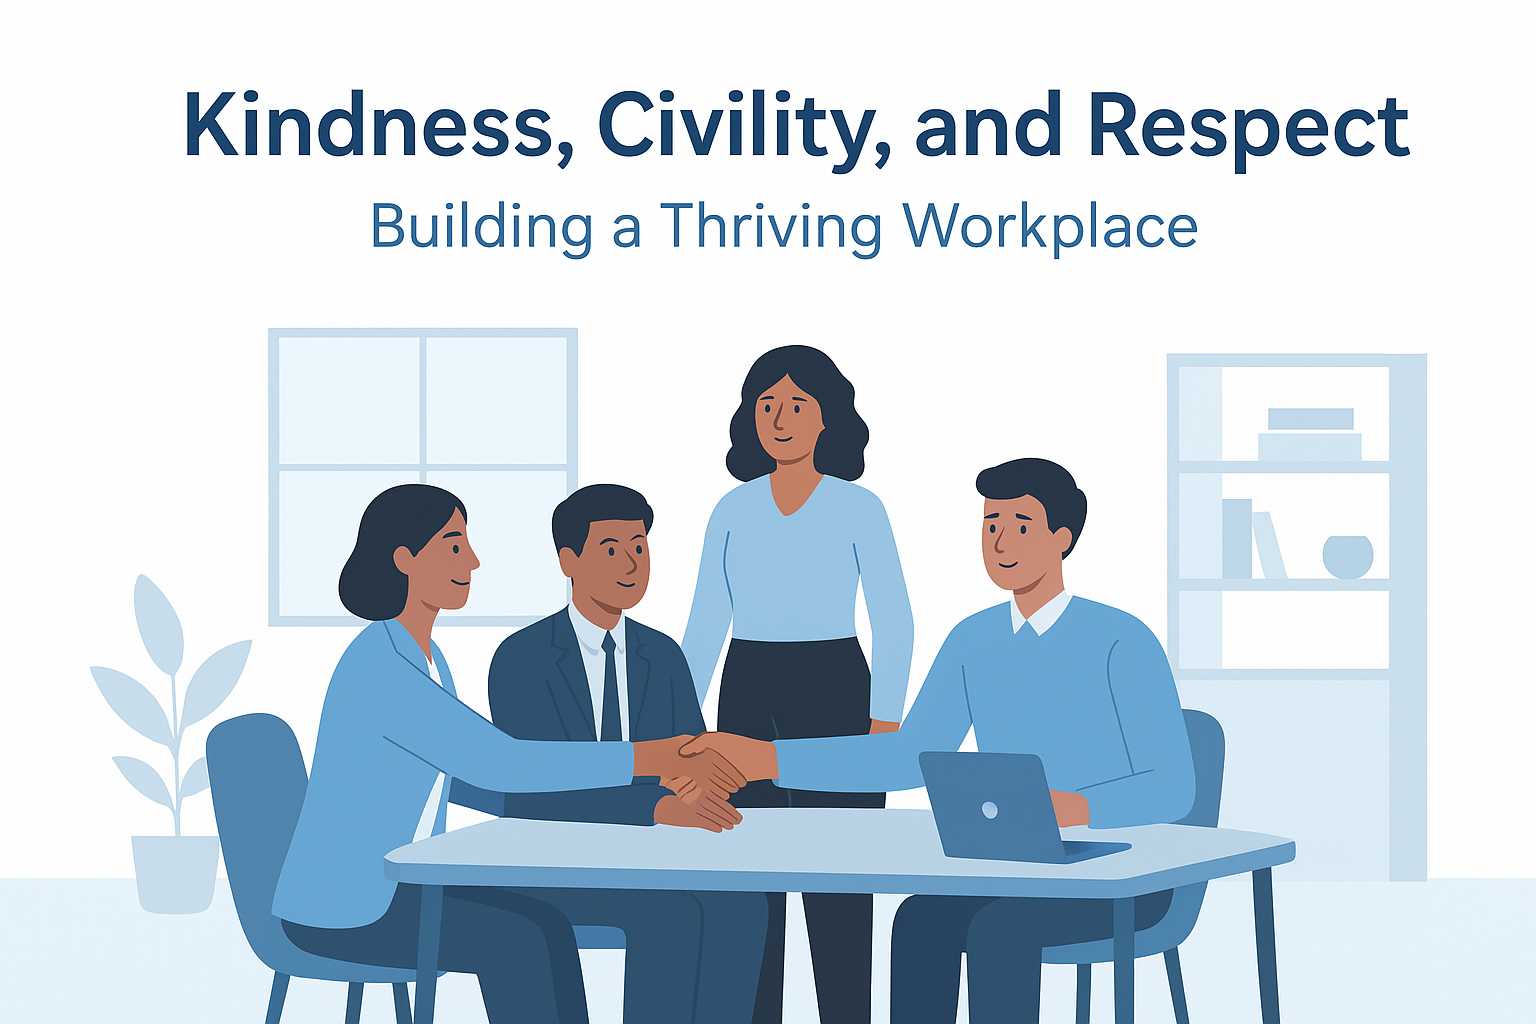 Kindness, Civility, and Respect
Building a Thriving Workplace